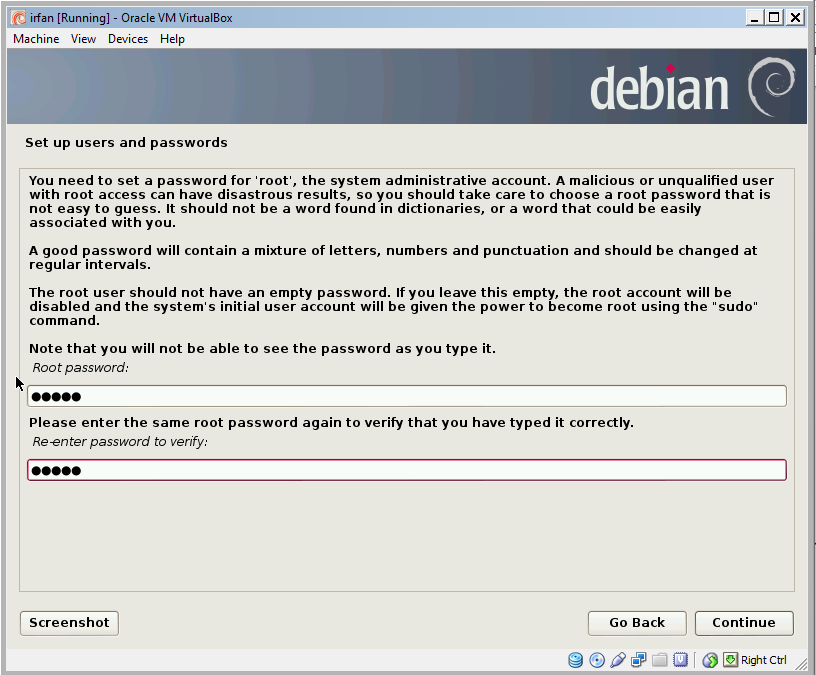 irfan [Running] - Oracle VM VirtualBox
Machine View Devices Help
debian
Set up users and passwords
You need to set a password for 'root', the system administrative account. A malicious or unqualified user
with root access can have disastrous results, so you should take care to choose a root password that is
not easy to guess. It should not be a word found in dictionaries, or a word that could be easily
associated with you.
A good password will contain a mixture of letters, numbers and punctuation and should be changed at
regular intervals.
The root user should not have an empty password. If you leave this empty, the root account will be
disabled and the system's initial user account will be given the power to become root using the "sudo"
command.
Note that you will not be able to see the password as you type it.
Root password:
●●●●●
Please enter the same root password again to verify that you have typed it correctly.
Re-enter password to verify:
●●●●●
Screenshot Go Back Continue
Right Ctrl